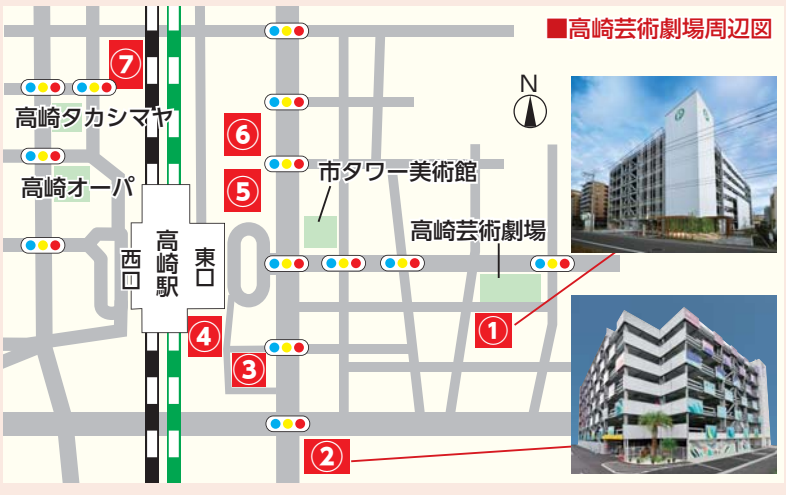 ■高崎芸術劇場周辺図
N
⑦
高崎タカシマヤ
⑥
高崎オーパ
⑤
市タワー美術館
高崎芸術劇場
西口
高崎駅
東口
④
①
③
②